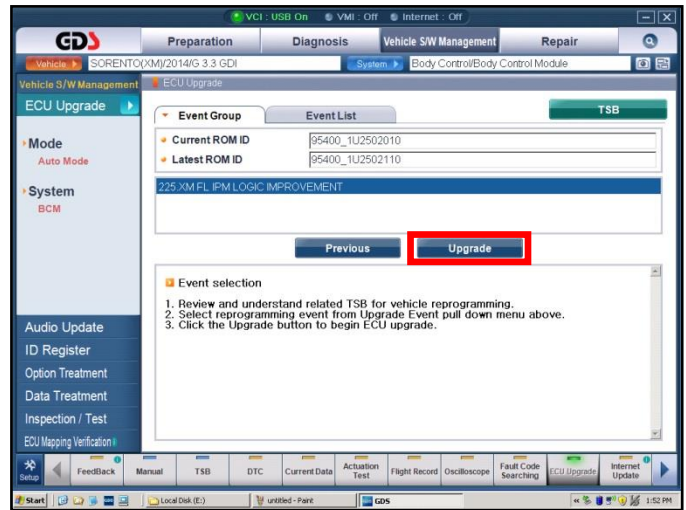 VCI : USB On VMI : Off Internet : Off
GDS Preparation Diagnosis Vehicle S/W Management Repair
Vehicle SORENTO(XM)/2014/G 3.3 GDI System Body Control/Body Control Module
Vehicle S/W Management
ECU Upgrade
ECU Upgrade
Mode
Auto Mode
System
BCM
Audio Update
ID Register
Option Treatment
Data Treatment
Inspection / Test
ECU Mapping Verification
Event Group Event List TSB
Current ROM ID 95400_1U2502010
Latest ROM ID 95400_1U2502110
225.XM FL IPM LOGIC IMPROVEMENT
Previous Upgrade
Event selection
1. Review and understand related TSB for vehicle reprogramming.
2. Select reprogramming event from Upgrade Event pull down menu above.
3. Click the Upgrade button to begin ECU upgrade.
Setup FeedBack Manual TSB DTC Current Data Actuation Test Flight Record Oscilloscope Fault Code Searching ECU Upgrade Internet Update
Start Local Disk (E:) untitled - Paint GDS 1:52 PM